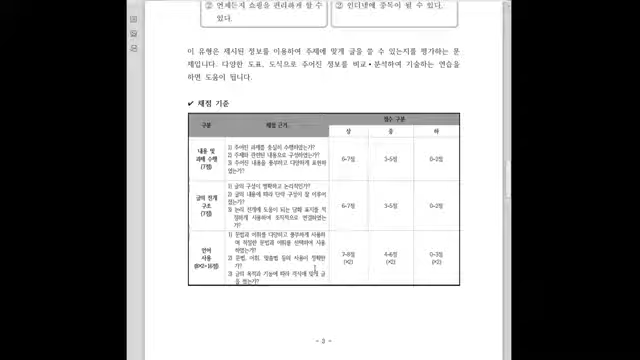 ② 언제든지 쇼핑을 편리하게 할 수
있다.
② 인터넷에 중독이 될 수 있다.
이 유형은 제시된 정보를 이용하여 주제에 맞게 글을 쓸 수 있는지를 평가하는 문
제입니다. 다양한 도표, 도식으로 주어진 정보를 비교·분석하여 기술하는 연습을
하면 도움이 됩니다.
✔ 채점 기준
구분
채점 근거
점수 구분
상
중
하
내용 및
과제 수행
(7점)
1) 주어진 과제를 충실히 수행하였는가?
2) 주제와 관련된 내용으로 구성하였는가?
3) 주어진 내용을 풍부하고 다양하게 표현하
였는가?
6~7점
3~5점
0~2점
글의 전개
구조
(7점)
1) 글의 구성이 명확하고 논리적인가?
2) 글의 내용에 따라 단락 구성이 잘 이루어
졌는가?
3) 논리 전개에 도움이 되는 담화 표지를 적
절하게 사용하여 조직적으로 연결하였는
가?
6~7점
3~5점
0~2점
언어
사용
(8×2=16점)
1) 문법과 어휘를 다양하고 풍부하게 사용하
며 적절한 문법과 어휘를 선택하여 사용
하였는가?
2) 문법, 어휘, 맞춤법 등의 사용이 정확한
가?
3) 글의 목적과 기능에 따라 격식에 맞게 글
을 썼는가?
7~8점
(×2)
4~6점
(×2)
0~3점
(×2)
- 3 -